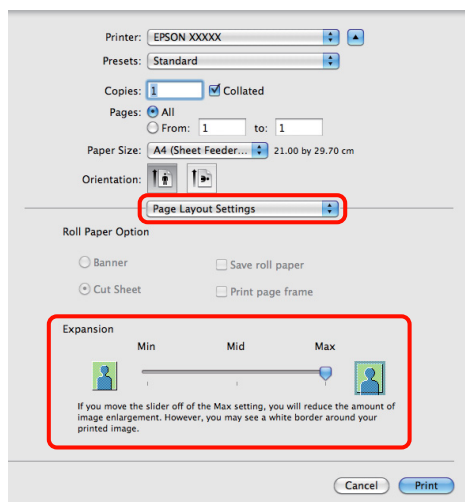 Printer: EPSON XXXXX
Presets: Standard
Copies: 1 Collated
Pages: All
From: 1 to: 1
Paper Size: A4 (Sheet Feeder... 21.00 by 29.70 cm
Orientation:
Page Layout Settings
Roll Paper Option
Banner Save roll paper
Cut Sheet Print page frame
Expansion
Min Mid Max
If you move the slider off of the Max setting, you will reduce the amount of
image enlargement. However, you may see a white border around your
printed image.
Cancel Print